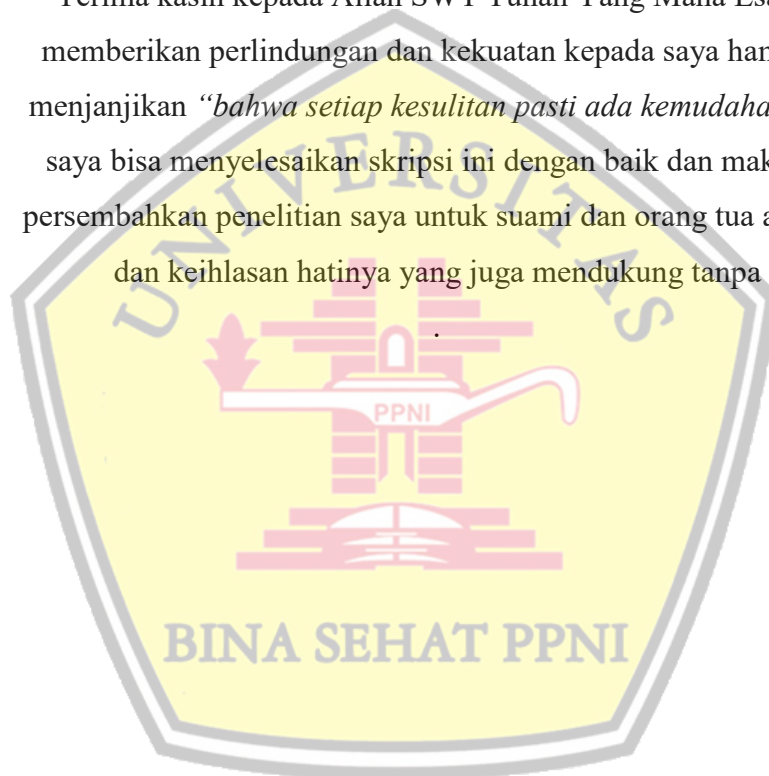 Terima kasih kepada Allah SWT Tuhan Yang Maha Esa
memberikan perlindungan dan kekuatan kepada saya han
menjanjikan “bahwa setiap kesulitan pasti ada kemudaha
saya bisa menyelesaikan skripsi ini dengan baik dan mak
persembahkan penelitian saya untuk suami dan orang tua a
dan keihlasan hatinya yang juga mendukung tanpa
.
UNIVERSITAS
PPNI
BINA SEHAT PPNI